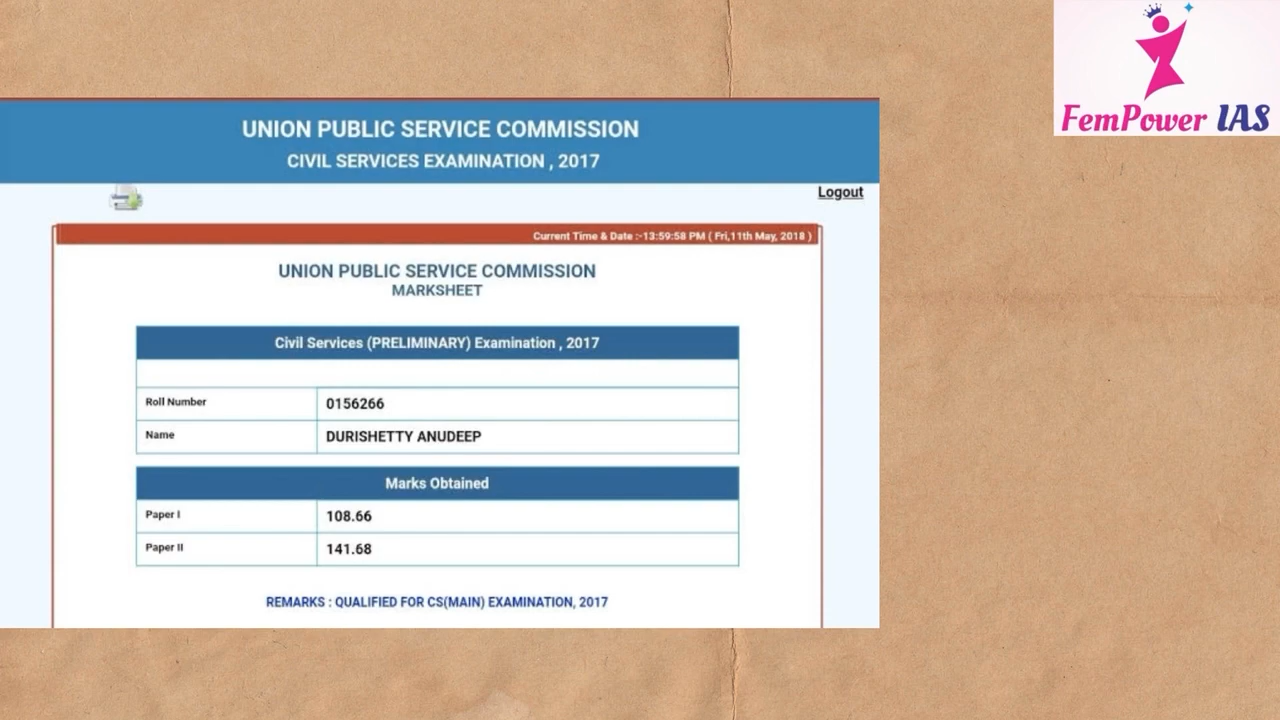 FemPower IAS
UNION PUBLIC SERVICE COMMISSION
CIVIL SERVICES EXAMINATION , 2017
Logout
Current Time & Date :-13:59:58 PM ( Fri,11th May, 2018 )
UNION PUBLIC SERVICE COMMISSION
MARKSHEET
Civil Services (PRELIMINARY) Examination , 2017
Roll Number 0156266
Name DURISHETTY ANUDEEP
Marks Obtained
Paper I 108.66
Paper II 141.68
REMARKS : QUALIFIED FOR CS(MAIN) EXAMINATION, 2017